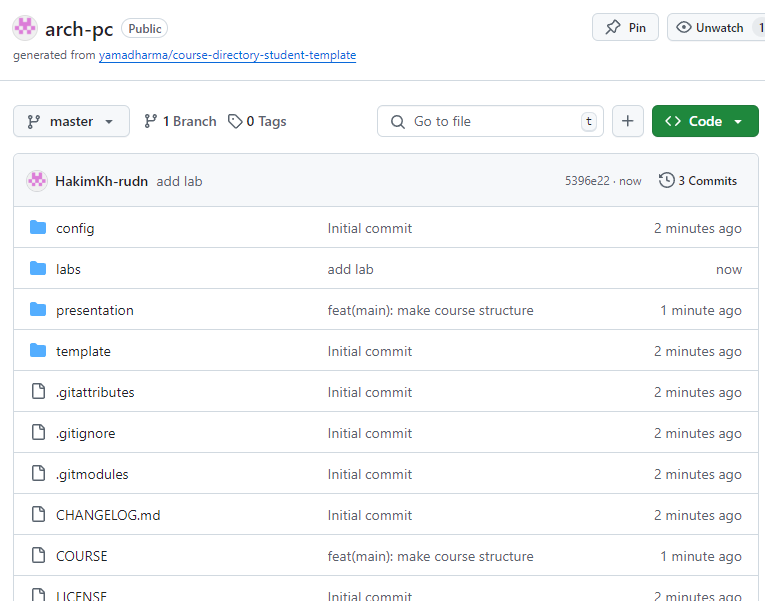 arch-pc Public Pin Unwatch 1
generated from yamadharma/course-directory-student-template
master 1 Branch 0 Tags Go to file t + <> Code
HakimKh-rudn add lab 5396e22 · now 3 Commits
config Initial commit 2 minutes ago
labs add lab now
presentation feat(main): make course structure 1 minute ago
template Initial commit 2 minutes ago
.gitattributes Initial commit 2 minutes ago
.gitignore Initial commit 2 minutes ago
.gitmodules Initial commit 2 minutes ago
CHANGELOG.md Initial commit 2 minutes ago
COURSE feat(main): make course structure 1 minute ago
LICENSE Initial commit 2 minutes ago